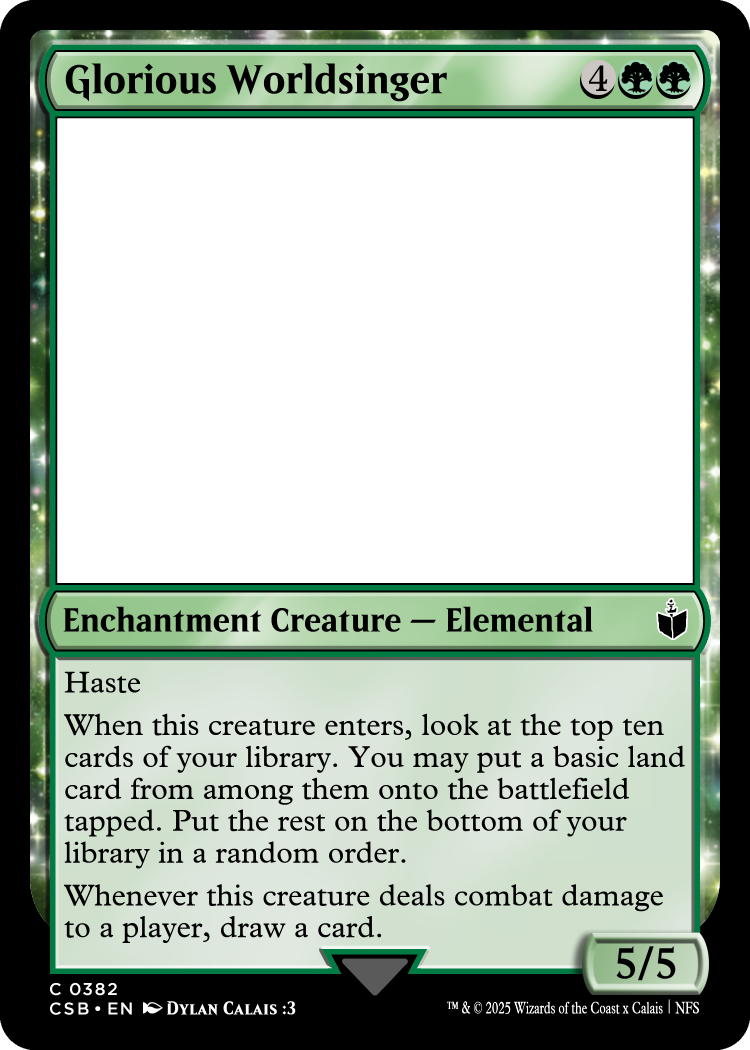 Glorious Worldsinger 4
Enchantment Creature — Elemental
Haste
When this creature enters, look at the top ten
cards of your library. You may put a basic land
card from among them onto the battlefield
tapped. Put the rest on the bottom of your
library in a random order.
Whenever this creature deals combat damage
to a player, draw a card.
5/5
C 0382
CSB • EN Dylan Calais :3
™ & © 2025 Wizards of the Coast x Calais | NFS